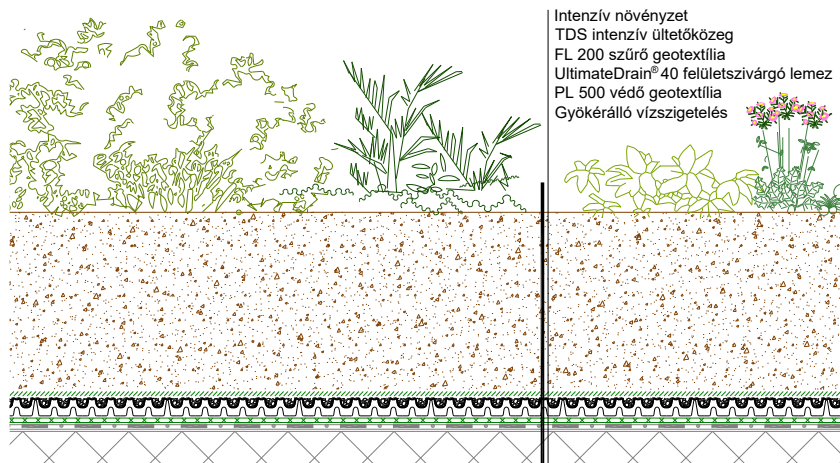 Intenzív növényzet
TDS intenzív ültetőközeg
FL 200 szűrő geotextília
UltimateDrain® 40 felületszivárgó lemez
PL 500 védő geotextília
Gyökérálló vízszigetelés